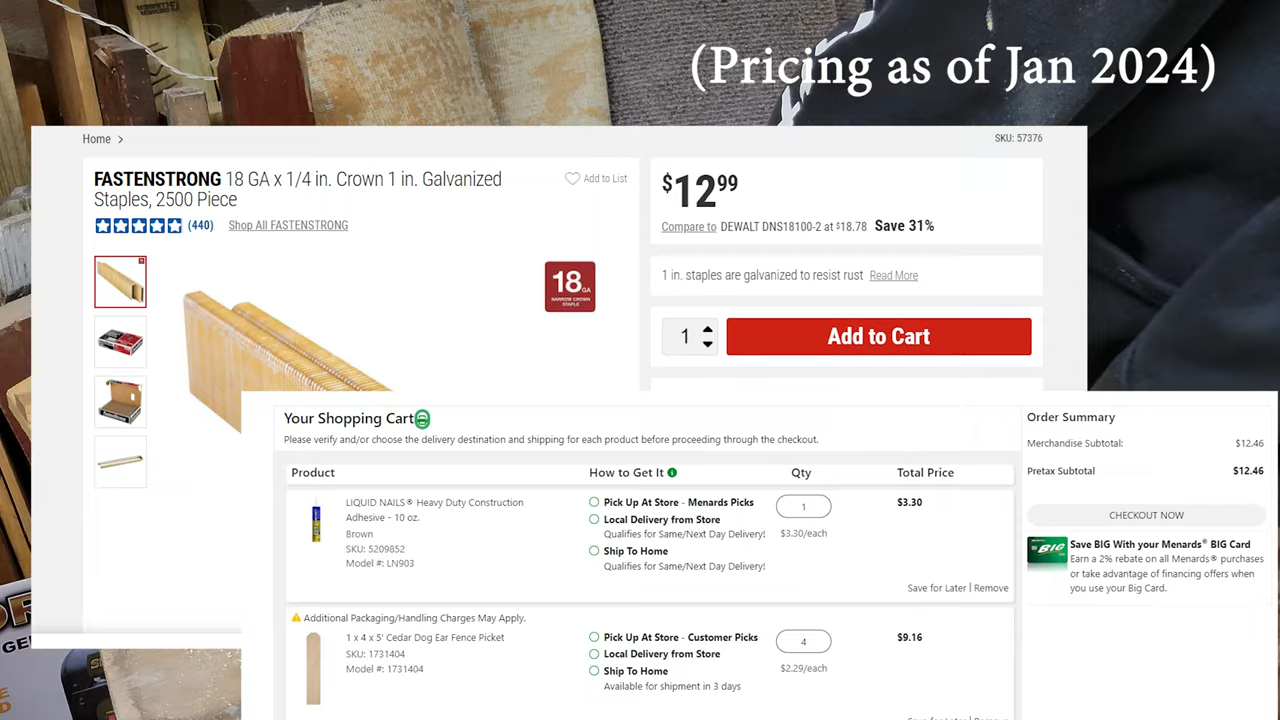 (Pricing as of Jan 2024)
Home >
SKU: 57376
FASTENSTRONG 18 GA x 1/4 in. Crown 1 in. Galvanized
Staples, 2500 Piece
Add to List
(440) Shop All FASTENSTRONG
$12 99
Compare to DEWALT DNS18100-2 at $18.78 Save 31%
1 in. staples are galvanized to resist rust Read More
18 GA
NARROW CROWN
STAPLE
1
Add to Cart
Your Shopping Cart
Please verify and/or choose the delivery destination and shipping for each product before proceeding through the checkout.
Product How to Get It Qty Total Price
LIQUID NAILS® Heavy Duty Construction
Adhesive - 10 oz.
Brown
SKU: 5209852
Model #: LN903
Pick Up At Store - Menards Picks
Local Delivery from Store
Qualifies for Same/Next Day Delivery!
Ship To Home
Qualifies for Same/Next Day Delivery!
1
$3.30/each
$3.30
Save for Later | Remove
Additional Packaging/Handling Charges May Apply.
1 x 4 x 5' Cedar Dog Ear Fence Picket
SKU: 1731404
Model #: 1731404
Pick Up At Store - Customer Picks
Local Delivery from Store
Ship To Home
Available for shipment in 3 days
4
$2.29/each
$9.16
Order Summary
Merchandise Subtotal: $12.46
Pretax Subtotal $12.46
CHECKOUT NOW
BIG
Save BIG With your Menards® BIG Card
Earn a 2% rebate on all Menards® purchases
or take advantage of financing offers when
you use your Big Card.